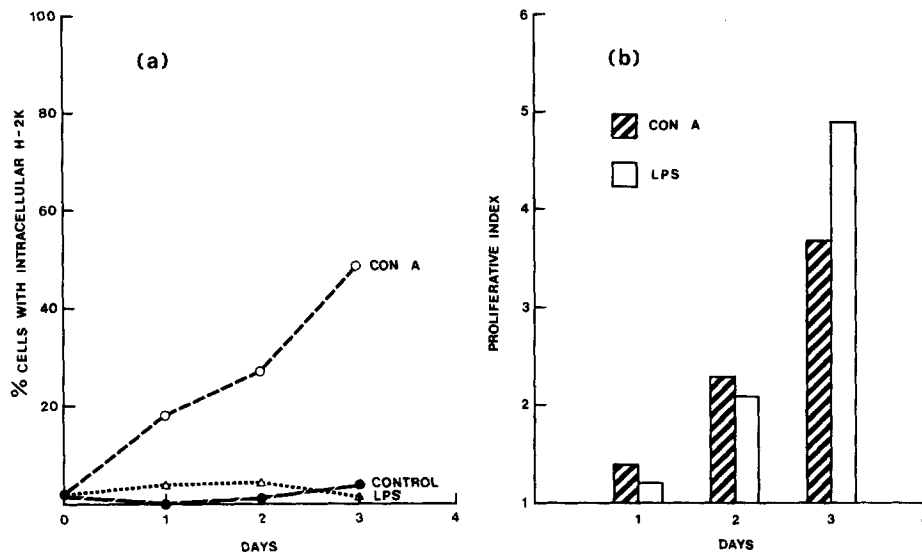 (a)
% CELLS WITH INTRACELLULAR H-2K
100
80
60
40
20
CON A
CONTROL
LPS
0
1
2
3
4
DAYS
(b)
PROLIFERATIVE INDEX
6
5
4
3
2
1
CON A
LPS
1
2
3
DAYS